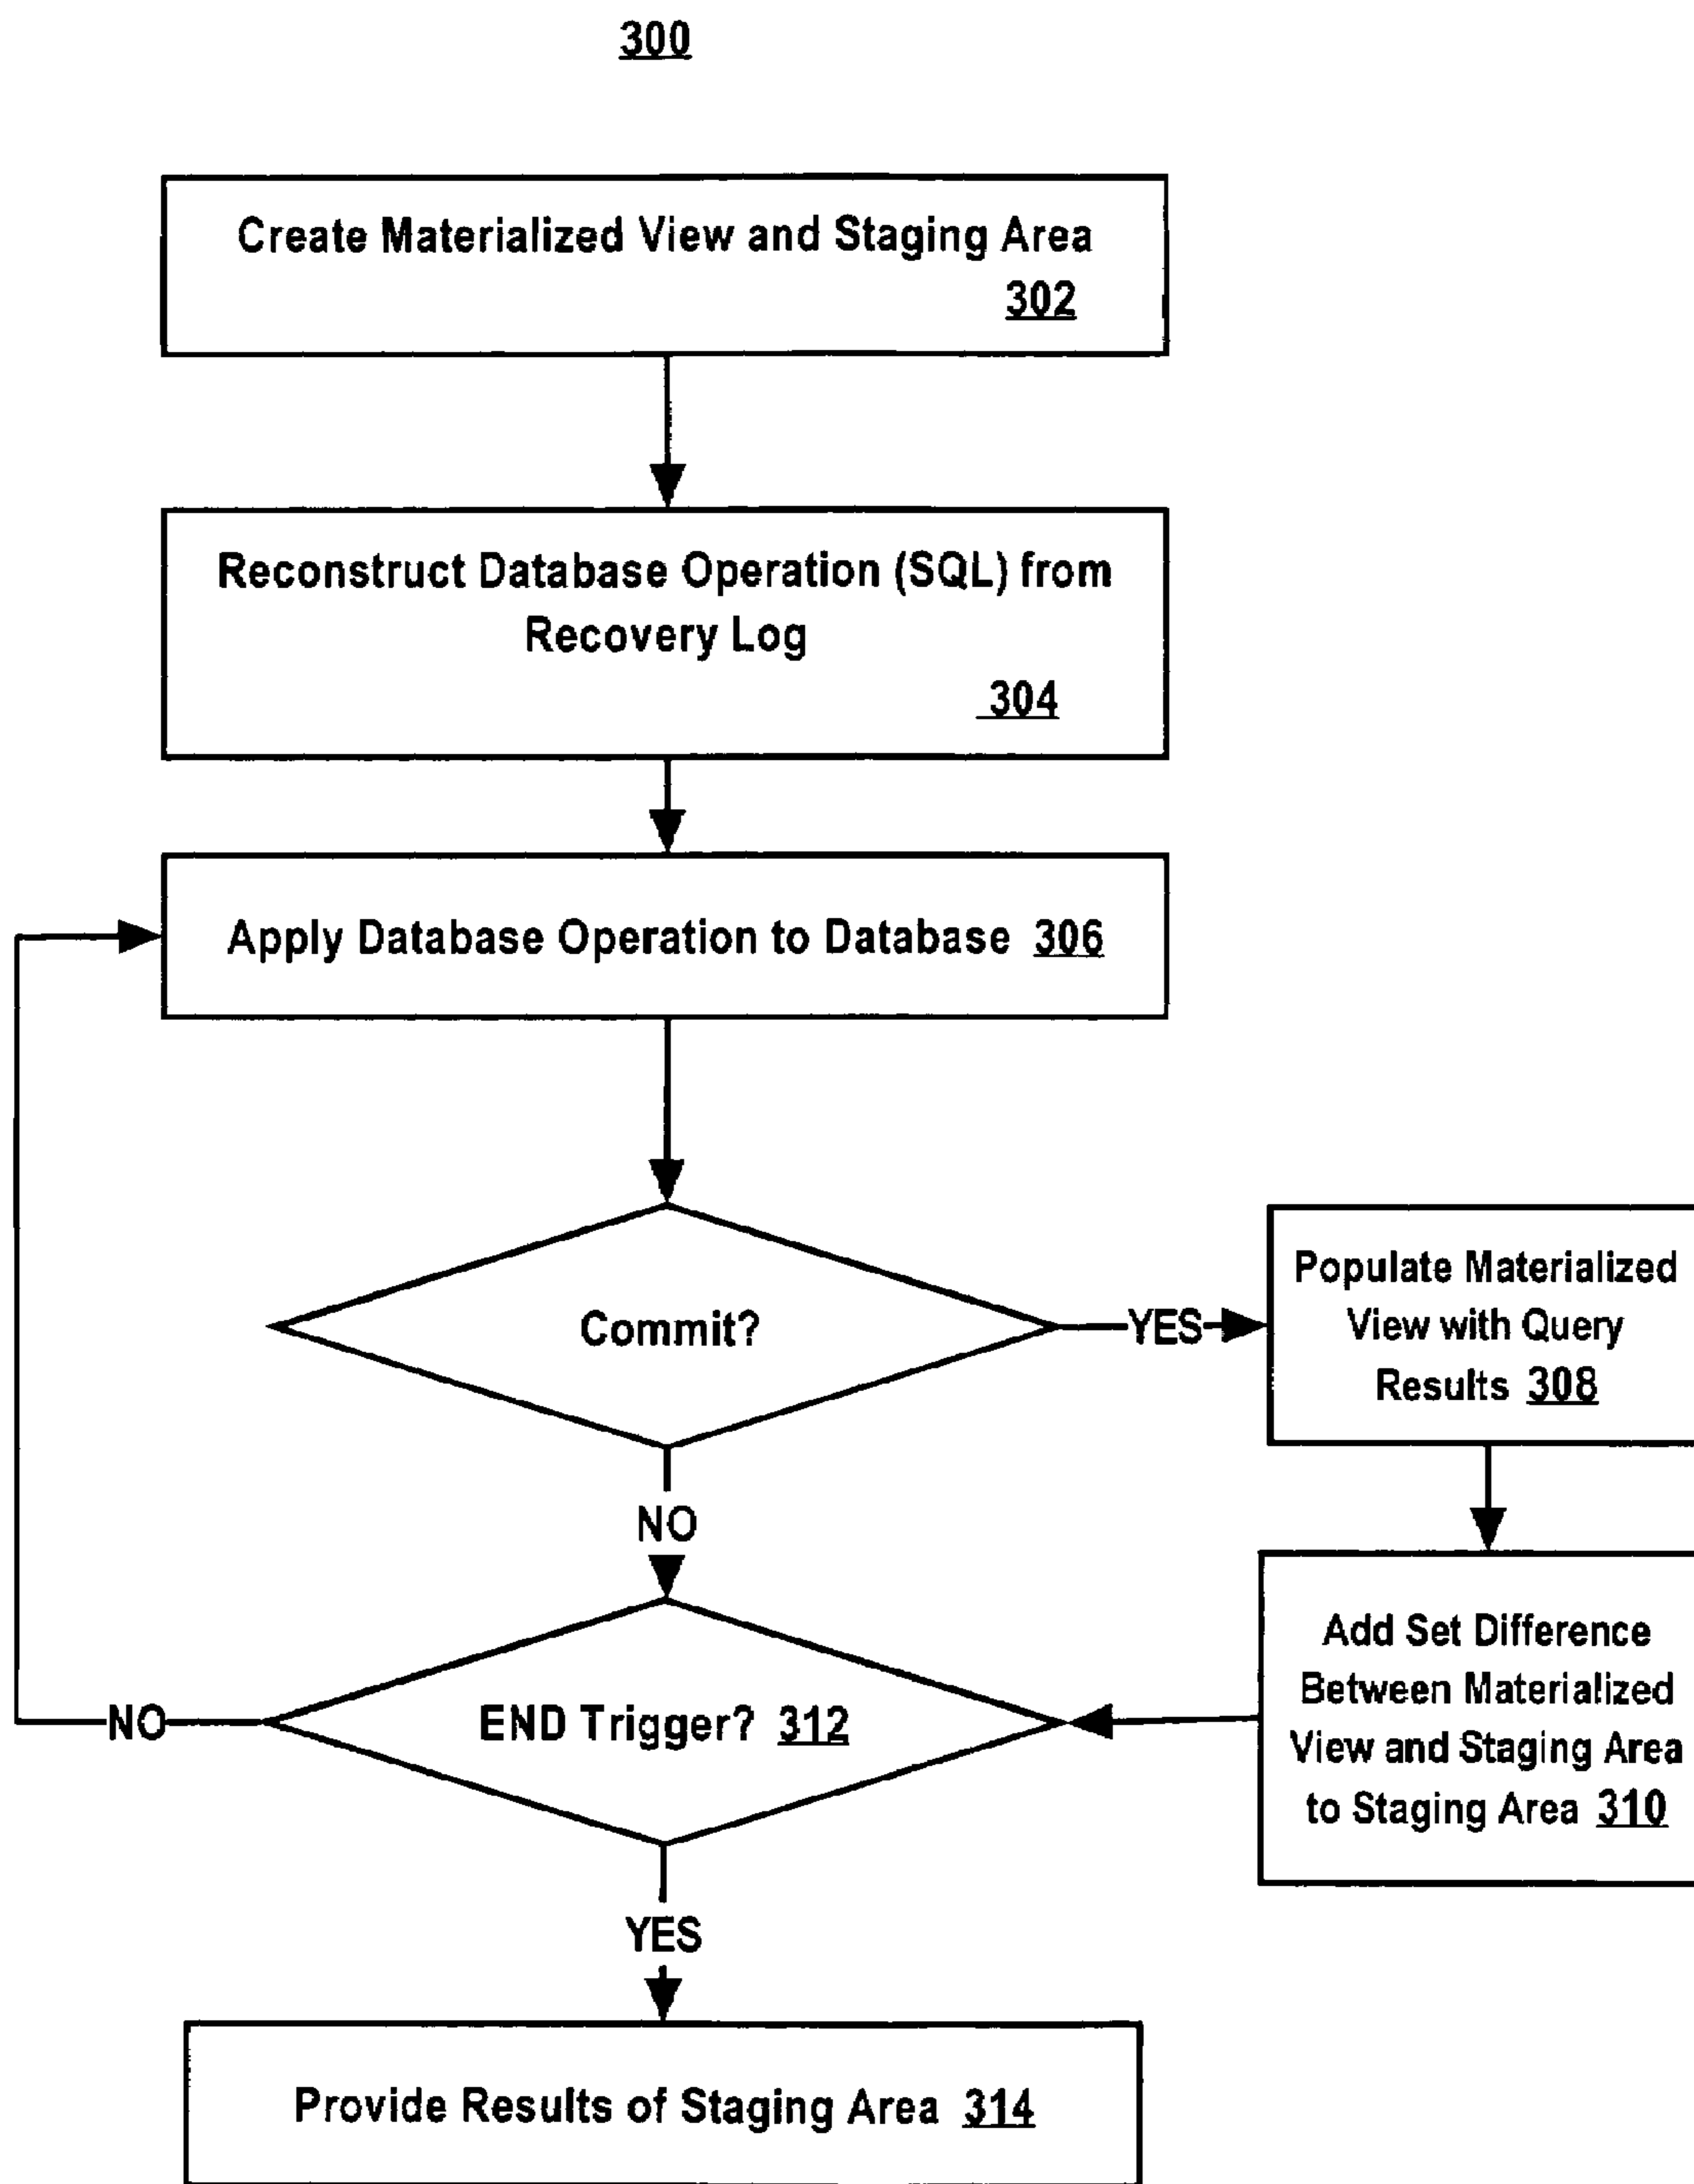 300
Create Materialized View and Staging Area
302
Reconstruct Database Operation (SQL) from
Recovery Log
304
Apply Database Operation to Database 306
Commit?
YES
Populate Materialized
View with Query
Results 308
NO
Add Set Difference
Between Materialized
View and Staging Area
to Staging Area 310
END Trigger? 312
NO
YES
Provide Results of Staging Area 314